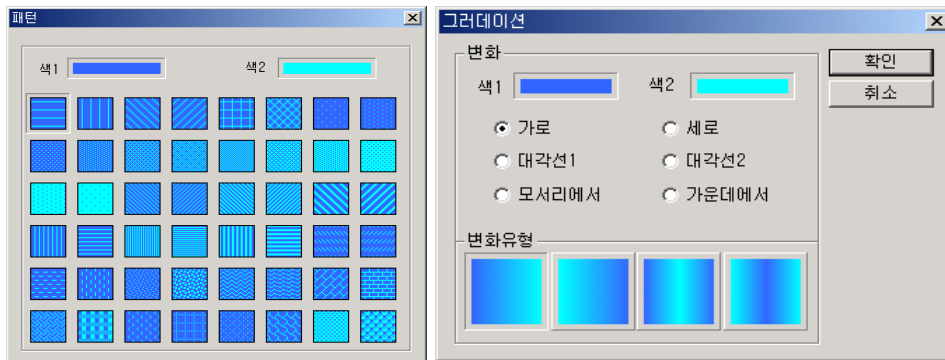 패턴
색1 색2
그러데이션
변화
색1 색2
가로 세로
대각선1 대각선2
모서리에서 가운데에서
변화유형
확인
취소